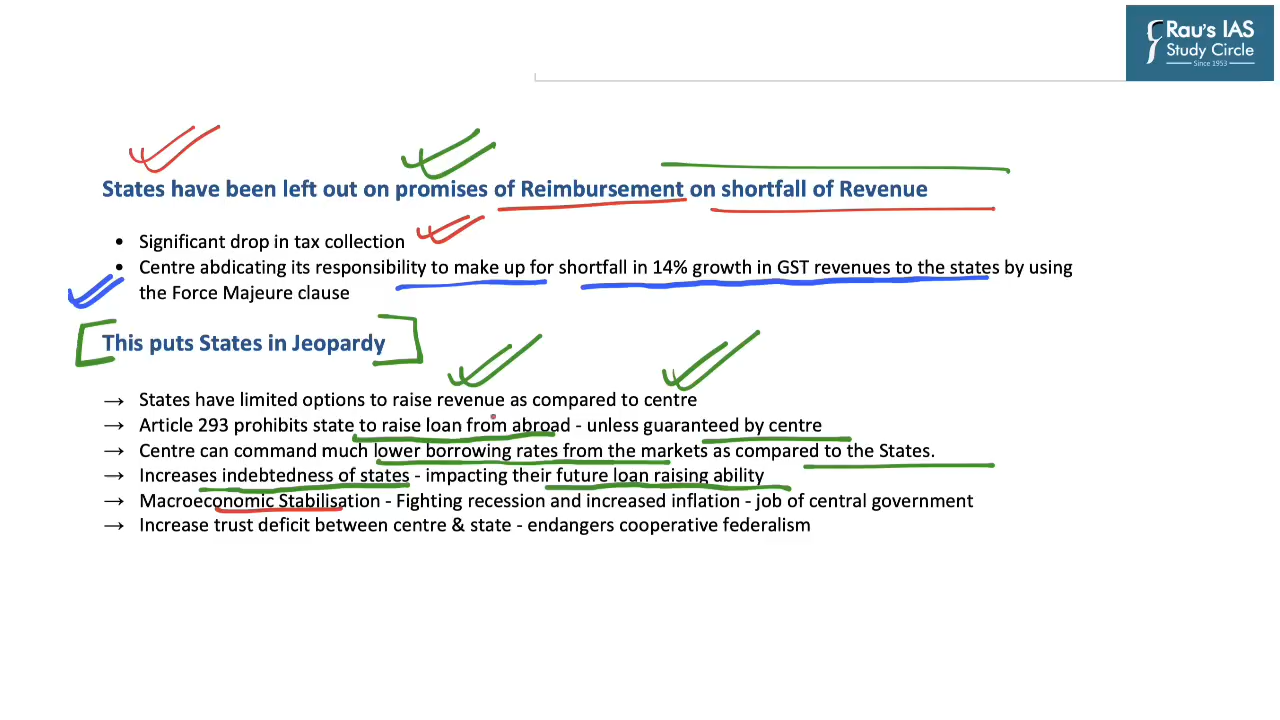 Rau's IAS
Study Circle
Since 1953
States have been left out on promises of Reimbursement on shortfall of Revenue
• Significant drop in tax collection
• Centre abdicating its responsibility to make up for shortfall in 14% growth in GST revenues to the states by using
the Force Majeure clause
This puts States in Jeopardy
→ States have limited options to raise revenue as compared to centre
→ Article 293 prohibits state to raise loan from abroad - unless guaranteed by centre
→ Centre can command much lower borrowing rates from the markets as compared to the States.
→ Increases indebtedness of states - impacting their future loan raising ability
→ Macroeconomic Stabilisation - Fighting recession and increased inflation - job of central government
→ Increase trust deficit between centre & state - endangers cooperative federalism